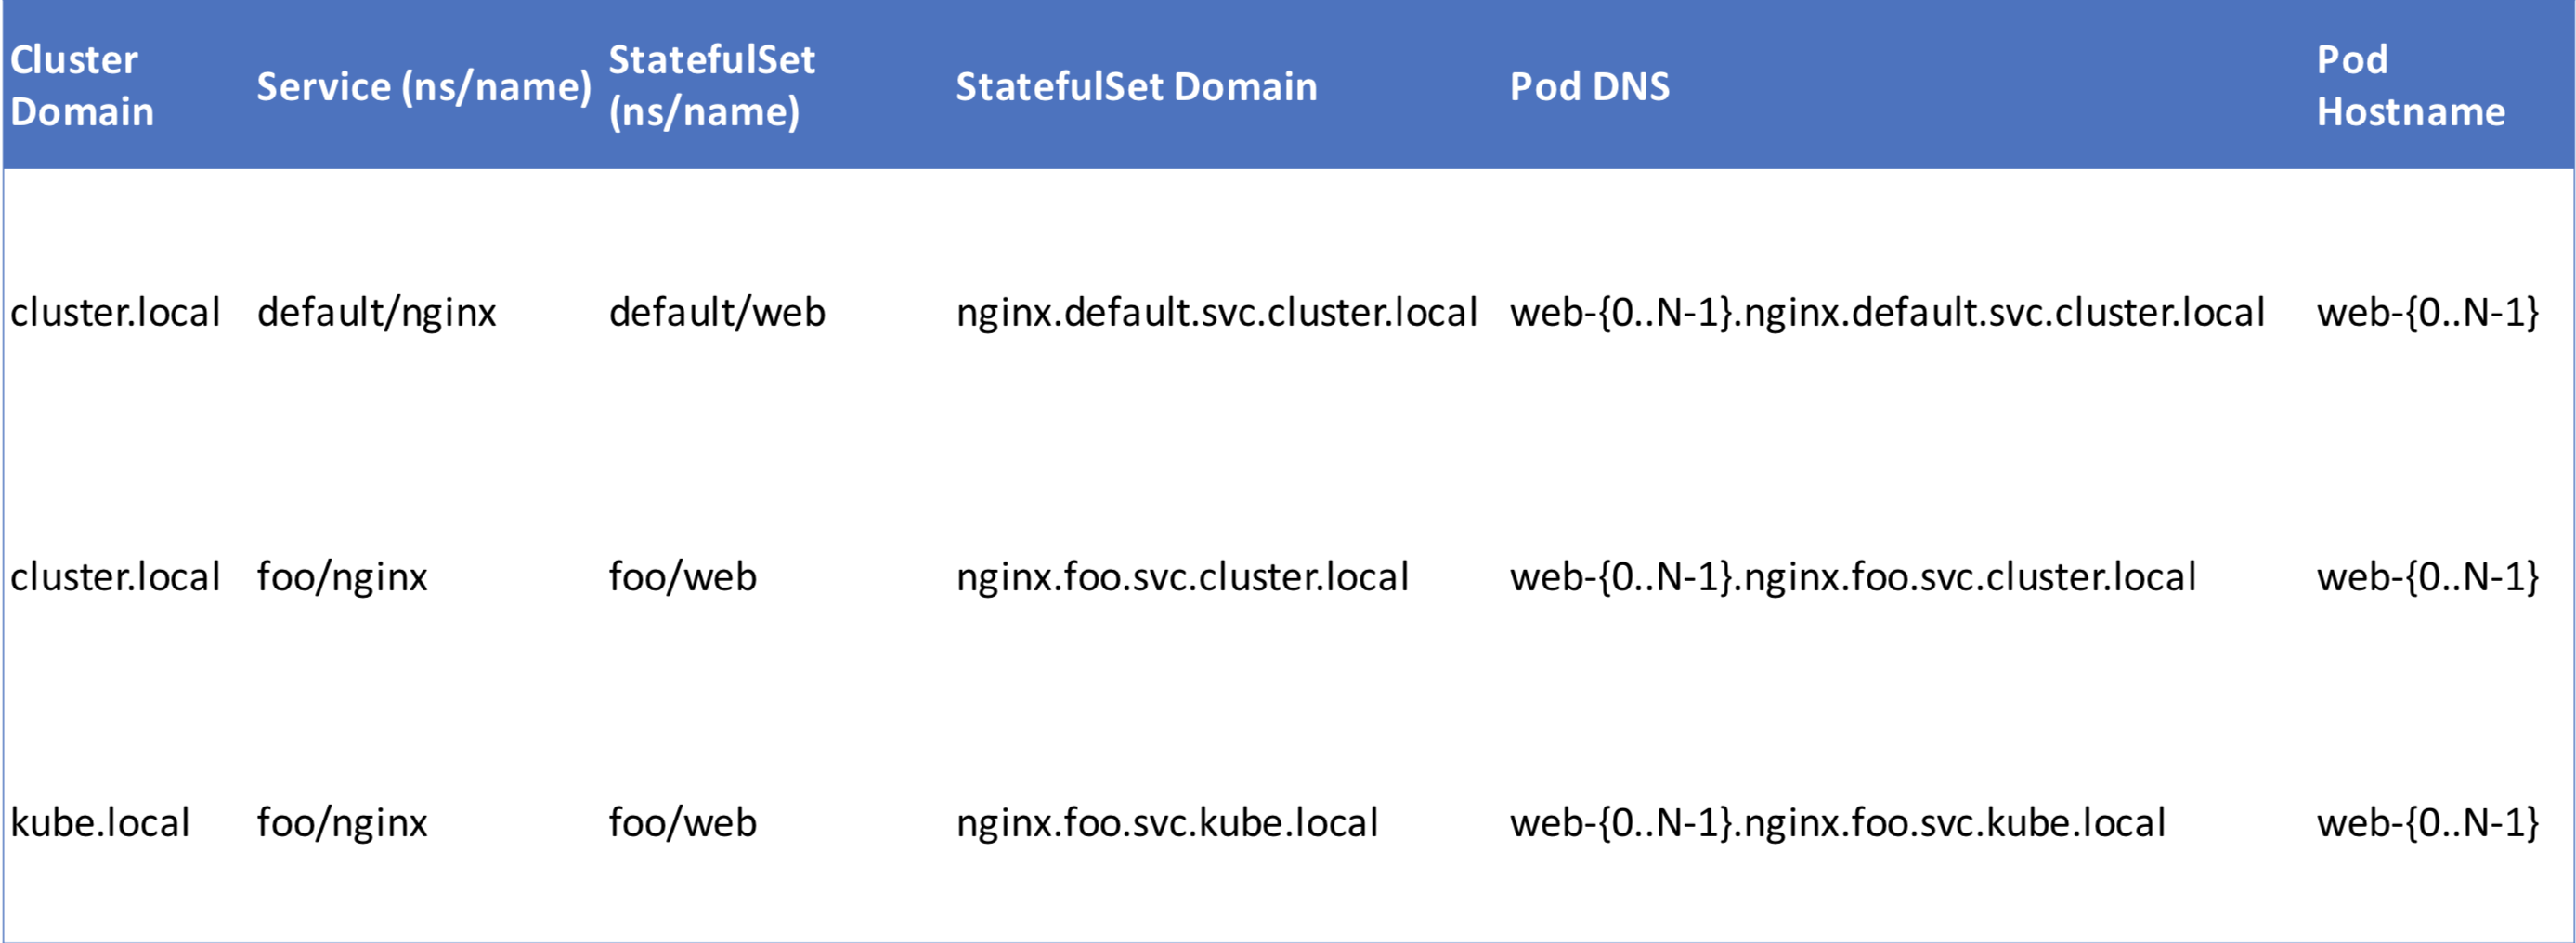 Cluster Domain Service (ns/name) StatefulSet (ns/name) StatefulSet Domain Pod DNS Pod Hostname
cluster.local default/nginx default/web nginx.default.svc.cluster.local web-{0..N-1}.nginx.default.svc.cluster.local web-{0..N-1}
cluster.local foo/nginx foo/web nginx.foo.svc.cluster.local web-{0..N-1}.nginx.foo.svc.cluster.local web-{0..N-1}
kube.local foo/nginx foo/web nginx.foo.svc.kube.local web-{0..N-1}.nginx.foo.svc.kube.local web-{0..N-1}